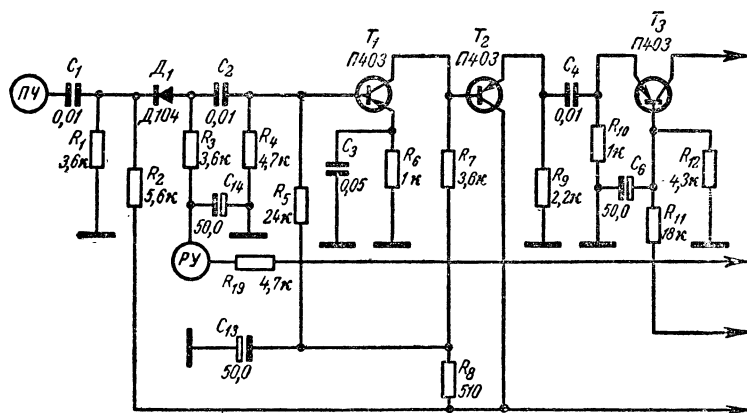 T₁
П403
T₂
П403
T₃
П403
ПЧ
C₁
0,01
Д₁
Д104
C₂
0,01
C₄
0,01
R₁
3,6к
R₂
5,6к
R₃
3,6к
R₄
4,7к
C₁₄
50,0
R₅
24к
C₃
0,05
R₆
1к
R₇
3,6к
R₉
2,2к
R₁₀
1к
C₆
50,0
R₁₂
4,3к
R₁₁
18к
РУ
R₁₉
4,7к
C₁₃
50,0
R₈
510